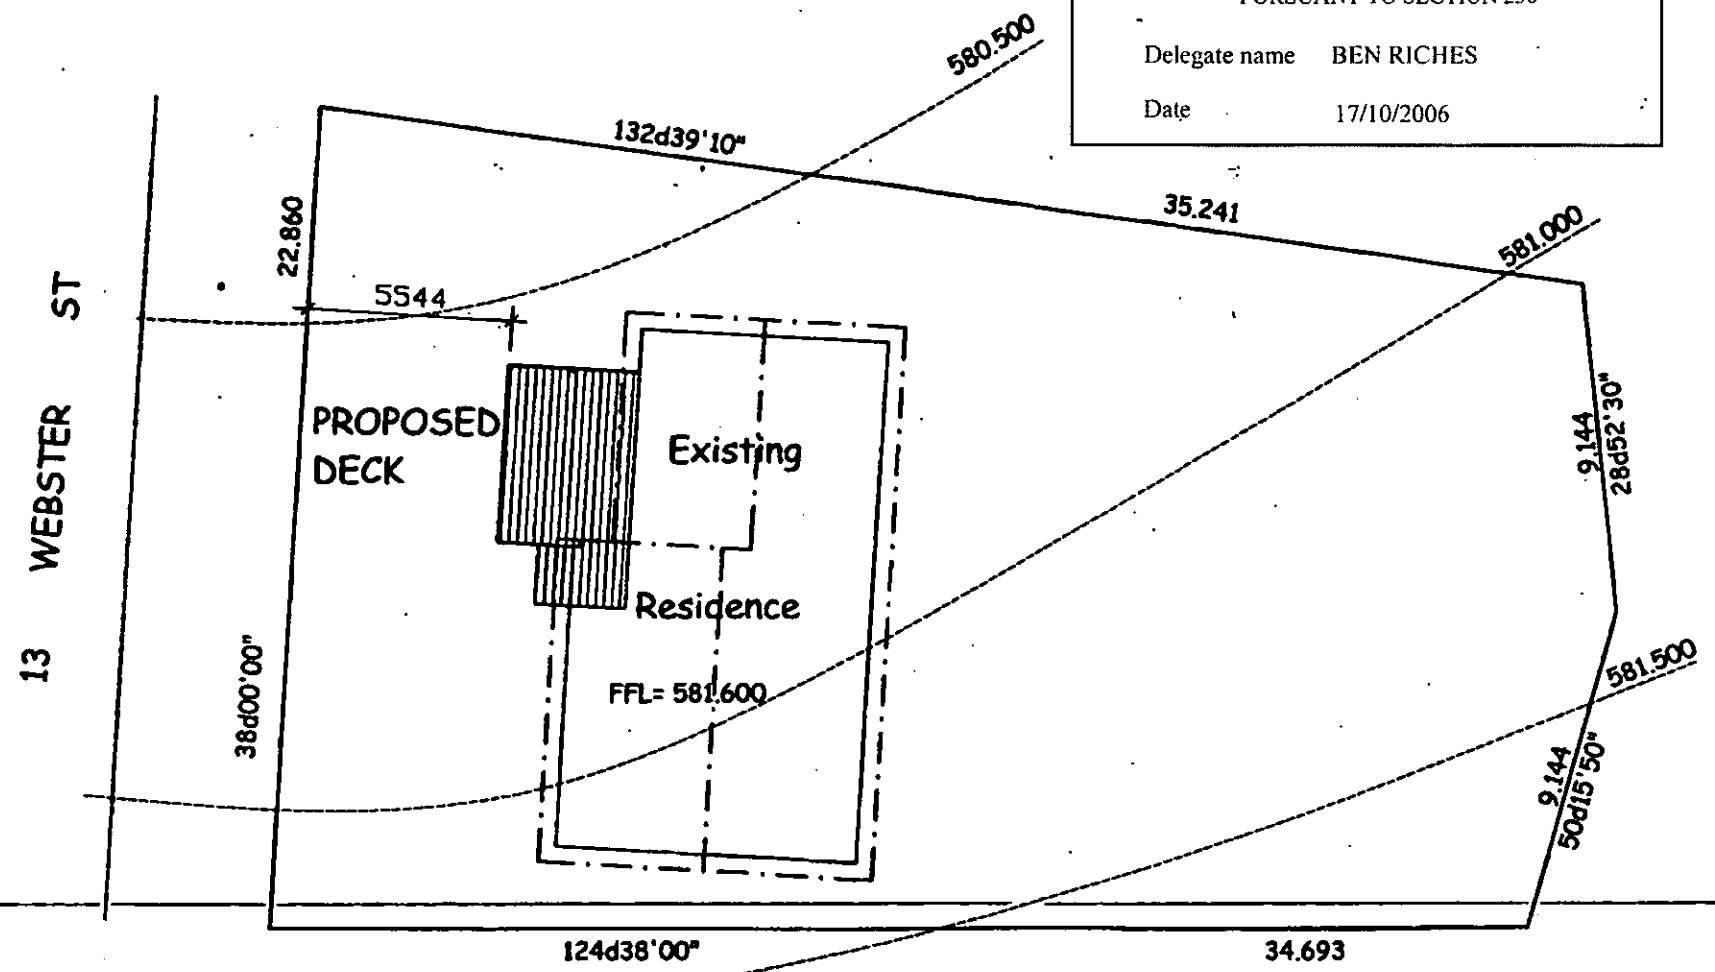 PURSUANT TO SECTION 256
Delegate name BEN RICHES
Date 17/10/2006
580.500
132d39'10"
35.241
22.860
581.000
5544
13 WEBSTER ST
PROPOSED
DECK
Existing
9.144
28d52'30"
Residence
38d00'00"
FFL= 581.600
581.500
9.144
50d15'50"
124d38'00"
34.693